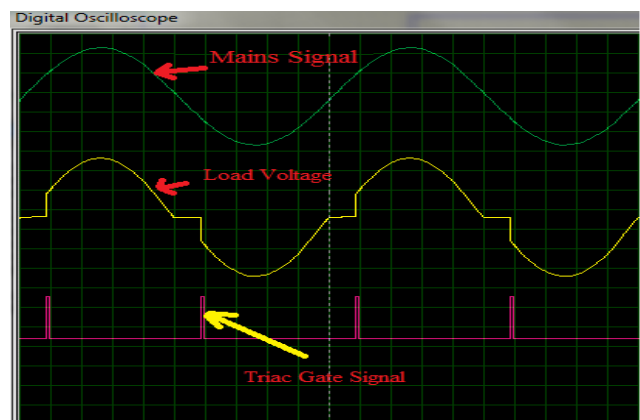 Digital Oscilloscope
Mains Signal
Load Voltage
Triac Gate Signal